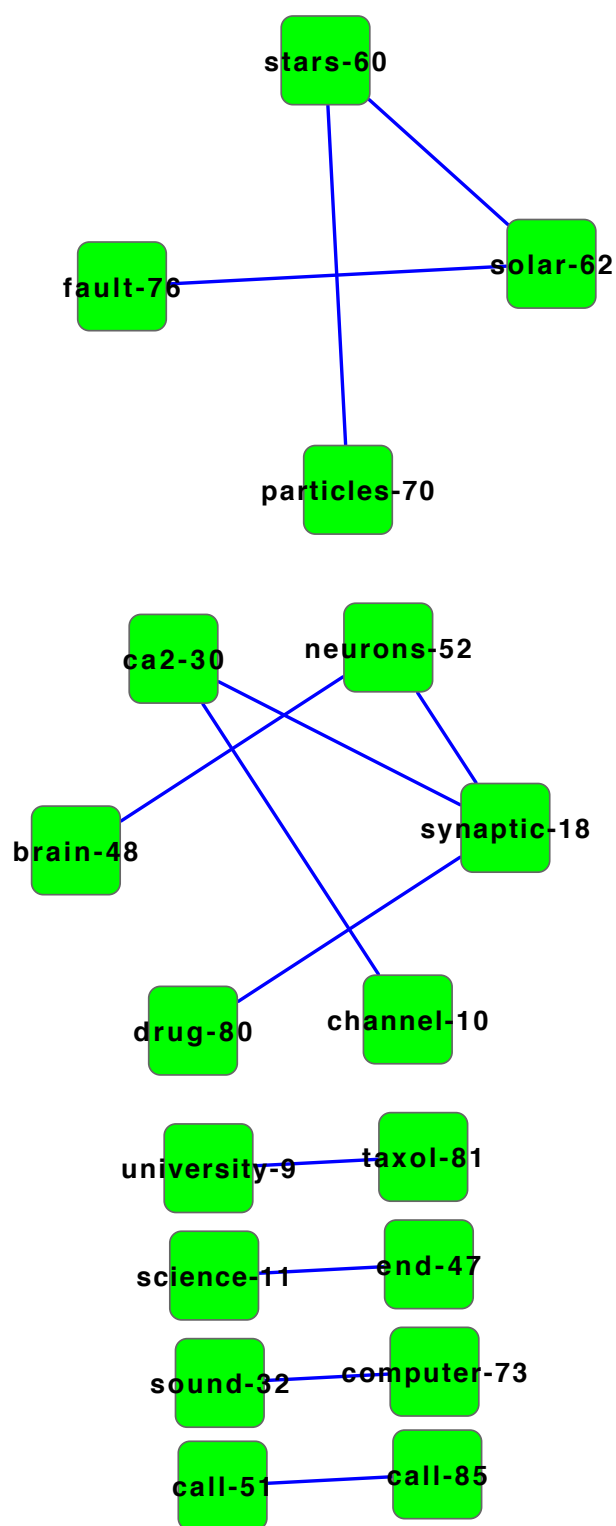 stars-60
solar-62
fault-76
particles-70
neurons-52
ca2-30
synaptic-18
brain-48
channel-10
drug-80
taxol-81
university-9
end-47
science-11
computer-73
sound-32
call-85
call-51